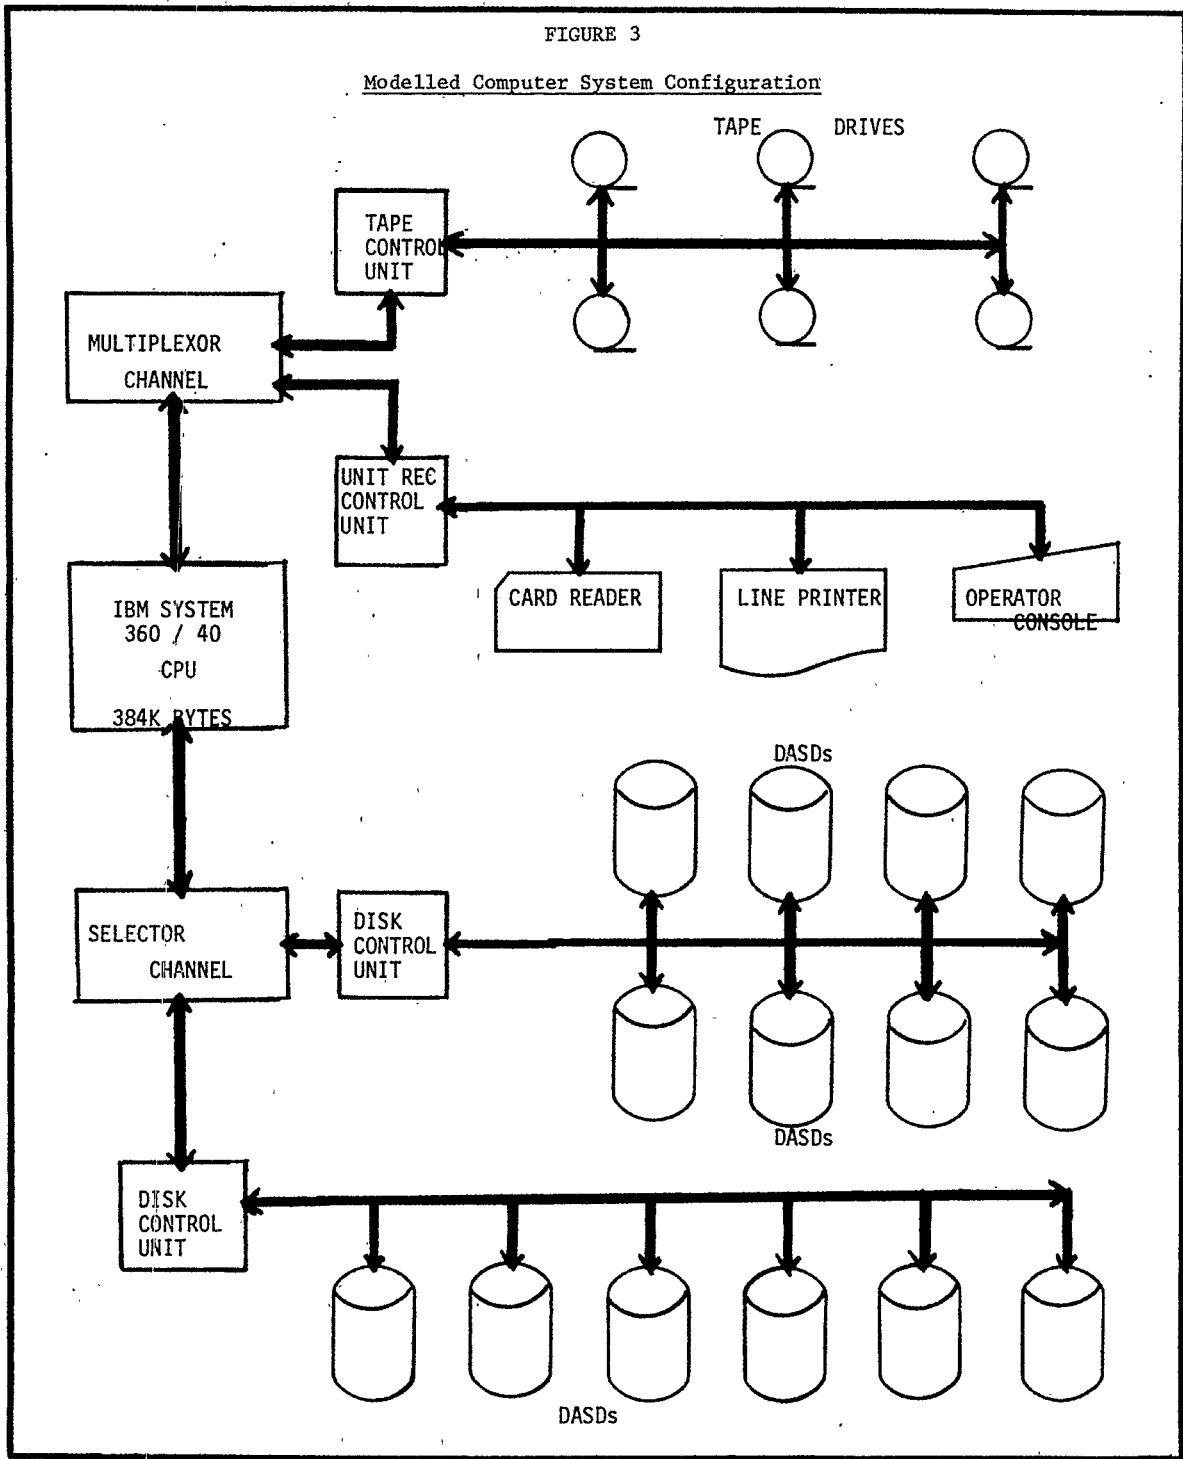 FIGURE 3
Modelled Computer System Configuration
TAPE DRIVES
TAPE
CONTROL
UNIT
MULTIPLEXOR
CHANNEL
UNIT REC
CONTROL
UNIT
CARD READER
LINE PRINTER
OPERATOR
CONSOLE
IBM SYSTEM
360 / 40
CPU
384K BYTES
DASDs
SELECTOR
CHANNEL
DISK
CONTROL
UNIT
DASDs
DISK
CONTROL
UNIT
DASDs